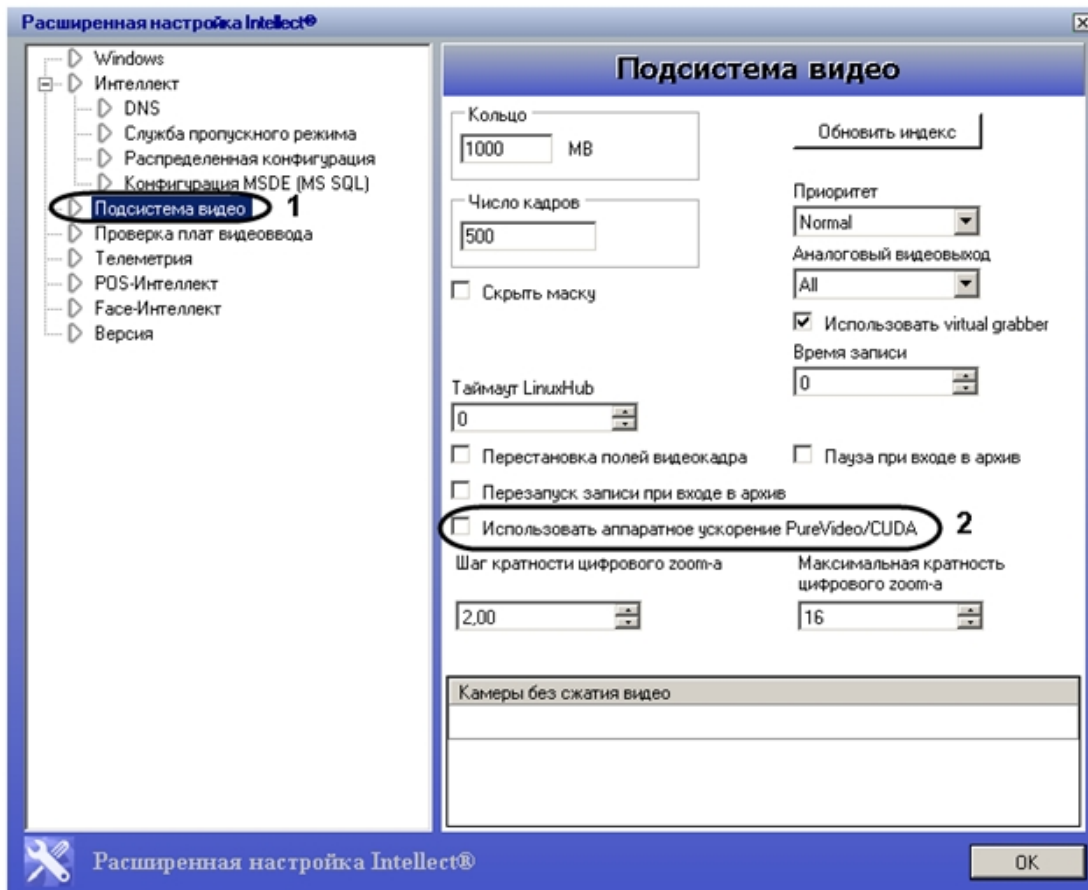 Расширенная настройка Intellect®
Windows
Интеллект
DNS
Служба пропускного режима
Распределенная конфигурация
Конфигурация MSDE (MS SQL)
Подсистема видео 1
Проверка плат видеоввода
Телеметрия
POS-Интеллект
Face-Интеллект
Версия
Подсистема видео
Кольцо
1000 MB
Обновить индекс
Число кадров
500
Приоритет
Normal
Аналоговый видеовыход
All
Скрыть маску
Использовать virtual grabber
Время записи
0
Таймаут LinuxHub
0
Перестановка полей видеокадра
Пауза при входе в архив
Перезапуск записи при входе в архив
Использовать аппаратное ускорение PureVideo/CUDA 2
Шаг кратности цифрового zoom-а
2,00
Максимальная кратность
цифрового zoom-а
16
Камеры без сжатия видео
Расширенная настройка Intellect®
OK